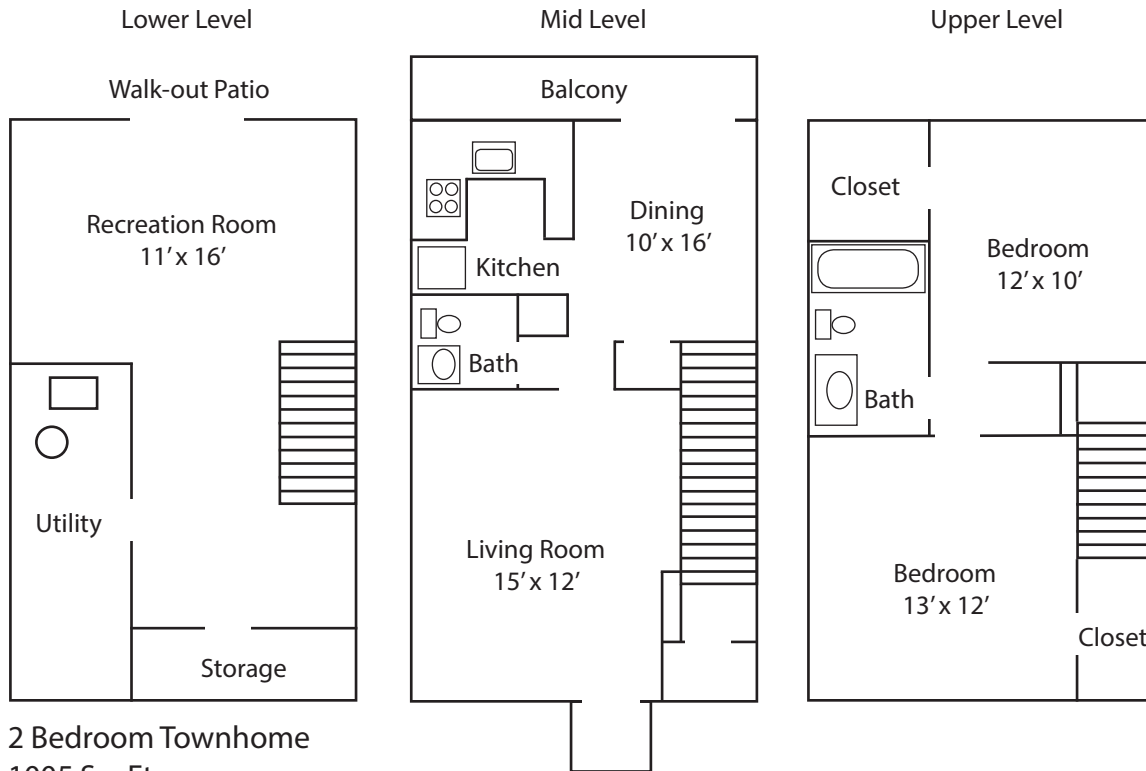 Lower Level
Walk-out Patio
Recreation Room
11’ x 16’
Utility
Storage
Mid Level
Balcony
Dining
10’ x 16’
Kitchen
Bath
Living Room
15’ x 12’
Upper Level
Closet
Bedroom
12’ x 10’
Bath
Bedroom
13’ x 12’
Closet
2 Bedroom Townhome